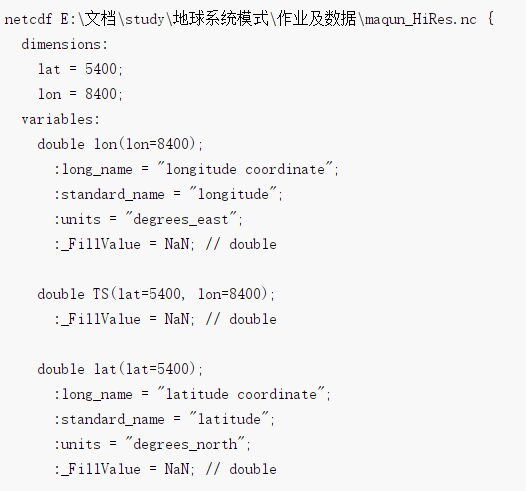 netcdf E:\文档\study\地球系统模式\作业及数据\maqun_HiRes.nc {
dimensions:
lat = 5400;
lon = 8400;
variables:
double lon(lon=8400);
:long_name = "longitude coordinate";
:standard_name = "longitude";
:units = "degrees_east";
:_FillValue = NaN; // double
double TS(lat=5400, lon=8400);
:_FillValue = NaN; // double
double lat(lat=5400);
:long_name = "latitude coordinate";
:standard_name = "latitude";
:units = "degrees_north";
:_FillValue = NaN; // double